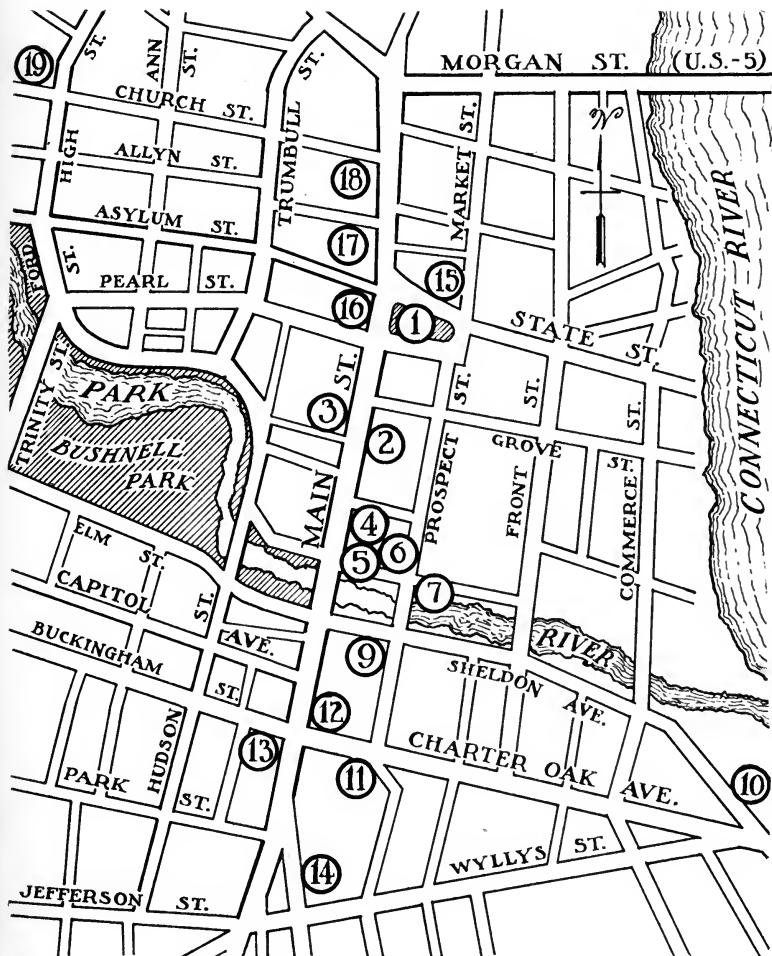 MORGAN ST. (U.S.-5)
19
ST.
ANN ST.
ST.
CHURCH ST.
TRUMBULL
MARKET ST.
No
HIGH ST.
ALLYN ST.
18
ASYLUM ST.
17
CONNECTICUT RIVER
FORD
PEARL ST.
15
16
1
STATE ST.
MAIN ST.
TRINITY ST.
PARK
BUSHNELL
PARK
3
2
PROSPECT ST.
FRONT ST.
COMMERCE ST.
GROVE ST.
4
5
6
7
RIVER
ELM ST.
CAPITOL AVE.
9
SHELDON AVE.
BUCKINGHAM ST.
HUDSON ST.
12
13
CHARTER OAK AVE.
11
10
PARK ST.
14
WYLLYS ST.
JEFFERSON ST.